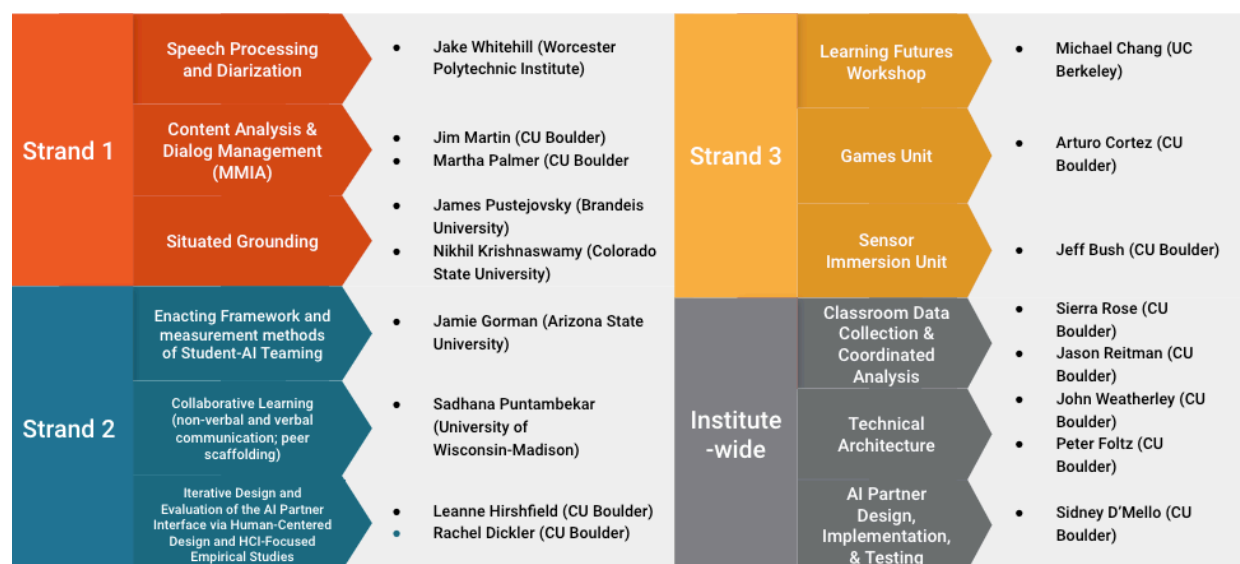 Strand 1
Speech Processing
and Diarization
● Jake Whitehill (Worcester
Polytechnic Institute)
Content Analysis &
Dialog Management
(MMIA)
● Jim Martin (CU Boulder)
● Martha Palmer (CU Boulder
Situated Grounding
● James Pustejovsky (Brandeis
University)
● Nikhil Krishnaswamy (Colorado
State University)
Strand 2
Enacting Framework and
measurement methods
of Student-AI Teaming
● Jamie Gorman (Arizona State
University)
Collaborative Learning
(non-verbal and verbal
communication; peer
scaffolding)
● Sadhana Puntambekar
(University of
Wisconsin-Madison)
Iterative Design and
Evaluation of the AI Partner
Interface via Human-Centered
Design and HCI-Focused
Empirical Studies
● Leanne Hirshfield (CU Boulder)
● Rachel Dickler (CU Boulder)
Strand 3
Learning Futures
Workshop
● Michael Chang (UC
Berkeley)
Games Unit
● Arturo Cortez (CU
Boulder)
Sensor
Immersion Unit
● Jeff Bush (CU Boulder)
Institute
-wide
Classroom Data
Collection &
Coordinated
Analysis
● Sierra Rose (CU
Boulder)
● Jason Reitman (CU
Boulder)
Technical
Architecture
● John Weatherley (CU
Boulder)
● Peter Foltz (CU
Boulder)
AI Partner
Design,
Implementation,
& Testing
● Sidney D’Mello (CU
Boulder)